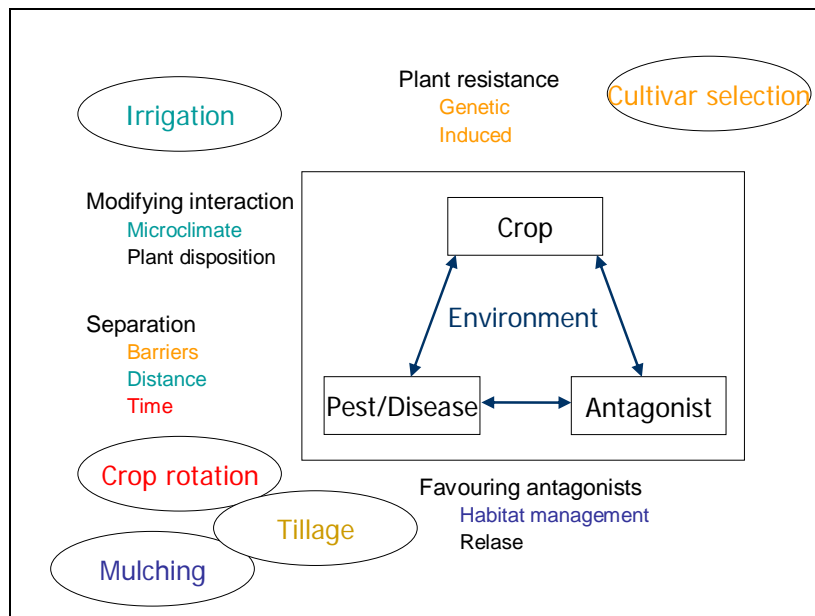 Irrigation
Plant resistance
Genetic
Induced
Cultivar selection
Modifying interaction
Microclimate
Plant disposition
Separation
Barriers
Distance
Time
Crop
Environment
Pest/Disease
Antagonist
Crop rotation
Tillage
Mulching
Favouring antagonists
Habitat management
Relase